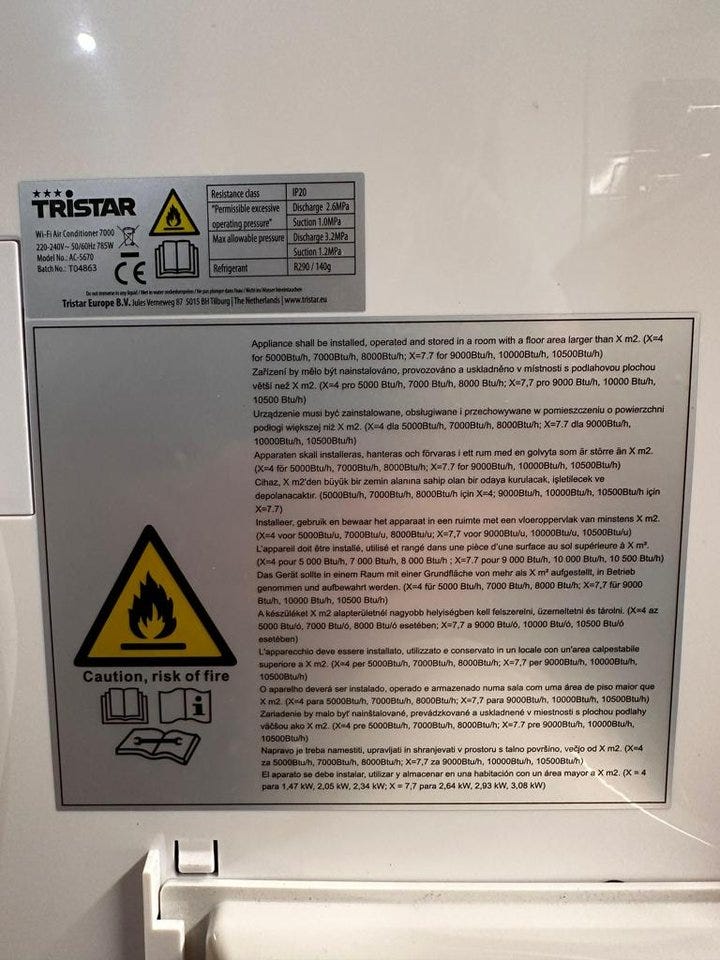 TRISTAR
Wi-Fi Air Conditioner 7000
220-240V~ 50/60Hz 785W
Model No.: AC-5670
Batch No.: T04863
CE
Resistance class IP20
"Permissible excessive operating pressure" Discharge 2.6MPa
Suction 1.0MPa
Max allowable pressure Discharge 3.2MPa
Suction 1.2MPa
Refrigerant R290 / 140g
Do not immerse in any liquid / Niet in water onderdompelen / Ne pas plonger dans l'eau / Nicht ins Wasser hineintauchen
Tristar Europe B.V. Jules Verneweg 87 5015 BH Tilburg | The Netherlands | www.tristar.eu
Appliance shall be installed, operated and stored in a room with a floor area larger than X m2. (X=4
for 5000Btu/h, 7000Btu/h, 8000Btu/h; X=7.7 for 9000Btu/h, 10000Btu/h, 10500Btu/h)
Zařízení by mělo být nainstalováno, provozováno a uskladněno v místnosti s podlahovou plochou
větší než X m2. (X=4 pro 5000 Btu/h, 7000 Btu/h, 8000 Btu/h; X=7,7 pro 9000 Btu/h, 10000 Btu/h,
10500 Btu/h)
Urządzenie musi być zainstalowane, obsługiwane i przechowywane w pomieszczeniu o powierzchni
podłogi większej niż X m2. (X=4 dla 5000Btu/h, 7000Btu/h, 8000Btu/h; X=7.7 dla 9000Btu/h,
10000Btu/h, 10500Btu/h)
Apparaten skall installeras, hanteras och förvaras i ett rum med en golvyta som är större än X m2.
(X=4 för 5000Btu/h, 7000Btu/h, 8000Btu/h; X=7.7 for 9000Btu/h, 10000Btu/h, 10500Btu/h)
Cihaz, X m2'den büyük bir zemin alanına sahip olan bir odaya kurulacak, işletilecek ve
depolanacaktır. (5000Btu/h, 7000Btu/h, 8000Btu/h için X=4; 9000Btu/h, 10000Btu/h, 10500Btu/h için
X=7.7)
Installeer, gebruik en bewaar het apparaat in een ruimte met een vloeroppervlak van minstens X m2.
(X=4 voor 5000Btu/u, 7000Btu/u, 8000Btu/u; X=7,7 voor 9000Btu/u, 10000Btu/u, 10500Btu/u)
L'appareil doit être installé, utilisé et rangé dans une pièce d'une surface au sol supérieure à X m².
(X=4 pour 5 000 Btu/h, 7 000 Btu/h, 8 000 Btu/h ; X=7.7 pour 9 000 Btu/h, 10 000 Btu/h, 10 500 Btu/h)
Das Gerät sollte in einem Raum mit einer Grundfläche von mehr als X m² aufgestellt, in Betrieb
genommen und aufbewahrt werden. (X=4 für 5000 Btu/h, 7000 Btu/h, 8000 Btu/h; X=7,7 für 9000
Btu/h, 10000 Btu/h, 10500 Btu/h)
A készüléket X m2 alapterületnél nagyobb helyiségben kell felszerelni, üzemeltetni és tárolni. (X=4 az
5000 Btu/ó, 7000 Btu/ó, 8000 Btu/ó esetében; X=7,7 a 9000 Btu/ó, 10000 Btu/ó, 10500 Btu/ó
esetében)
L'apparecchio deve essere installato, utilizzato e conservato in un locale con un'area calpestabile
superiore a X m2. (X=4 per 5000Btu/h, 7000Btu/h, 8000Btu/h; X=7,7 per 9000Btu/h, 10000Btu/h,
10500Btu/h)
O aparelho deverá ser instalado, operado e armazenado numa sala com uma área de piso maior que
X m2. (X=4 para 5000Btu/h, 7000Btu/h, 8000Btu/h; X=7,7 para 9000Btu/h, 10000Btu/h, 10500Btu/h)
Zariadenie by malo byť nainštalované, prevádzkované a uskladnené v miestnosti s plochou podlahy
väčšou ako X m2. (X=4 pre 5000Btu/h, 7000Btu/h, 8000Btu/h; X=7.7 pre 9000Btu/h, 10000Btu/h,
10500Btu/h)
Napravo je treba namestiti, upravljati in shranjevati v prostoru s talno površino, večjo od X m2. (X=4
za 5000Btu/h, 7000Btu/h, 8000Btu/h; X=7,7 za 9000Btu/h, 10000Btu/h, 10500Btu/h)
El aparato se debe instalar, utilizar y almacenar en una habitación con un área mayor a X m2. (X = 4
para 1,47 kW, 2,05 kW, 2,34 kW; X = 7,7 para 2,64 kW, 2,93 kW, 3,08 kW)
Caution, risk of fire